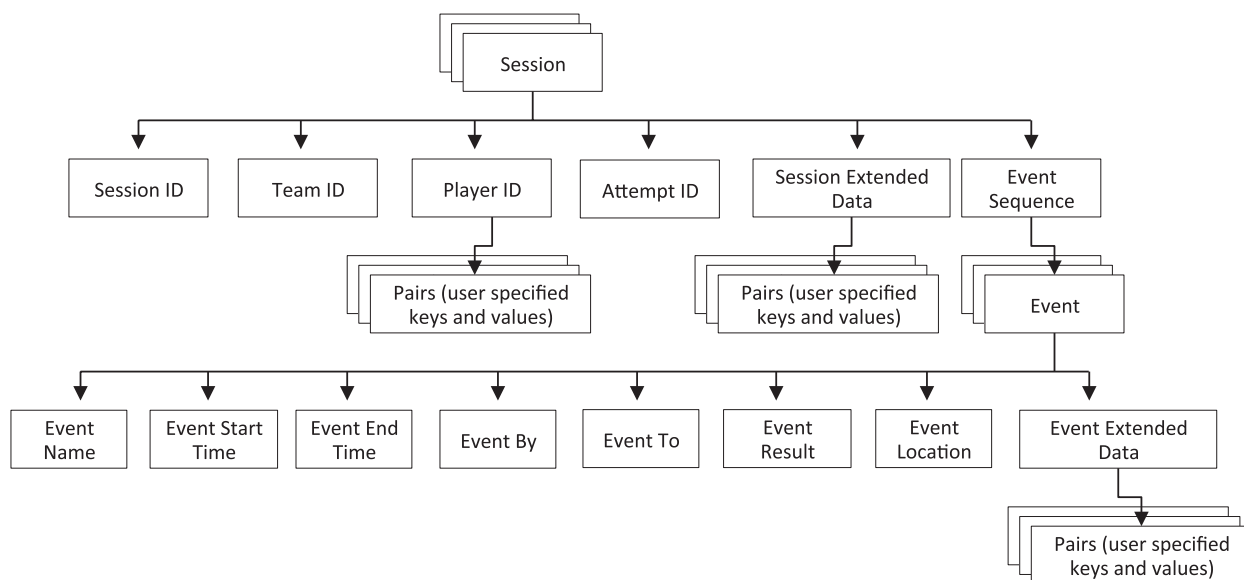 Session
Session ID
Team ID
Player ID
Attempt ID
Session Extended
Data
Event
Sequence
Pairs (user specified
keys and values)
Pairs (user specified
keys and values)
Event
Event
Name
Event Start
Time
Event End
Time
Event By
Event To
Event
Result
Event
Location
Event Extended
Data
Pairs (user specified
keys and values)